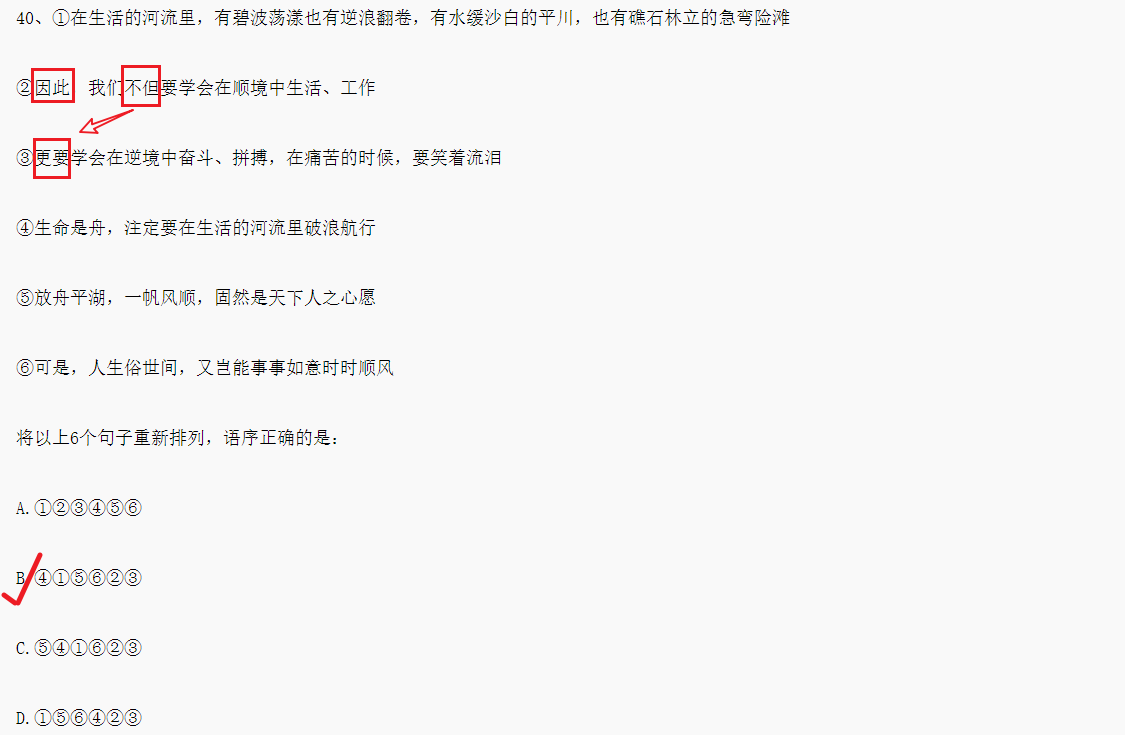 40、①在生活的河流里，有碧波荡漾也有逆浪翻卷，有水缓沙白的平川，也有礁石林立的急弯险滩
②因此 我们不但要学会在顺境中生活、工作
③更要学会在逆境中奋斗、拼搏，在痛苦的时候，要笑着流泪
④生命是舟，注定要在生活的河流里破浪航行
⑤放舟平湖，一帆风顺，固然是天下人之心愿
⑥可是，人生俗世间，又岂能事事如意时时顺风
将以上6个句子重新排列，语序正确的是：
A.①②③④⑤⑥
B.④①⑤⑥②③
C.⑤④①⑥②③
D.①⑤⑥④②③